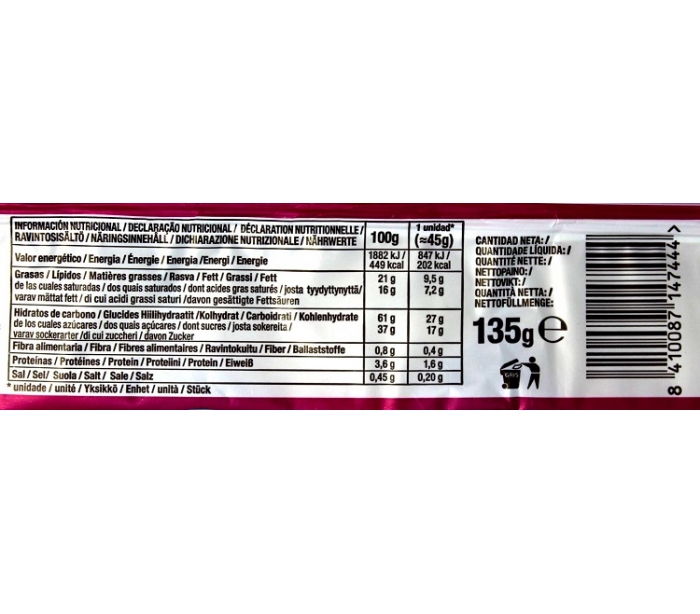 INFORMACIÓN NUTRICIONAL / DECLARAÇÃO NUTRICIONAL / DÉCLARATION NUTRITIONNELLE /
RAVINTOSISÄLTÖ / NÄRINGSINNEHÅLL / DICHIARAZIONE NUTRIZIONALE / NÄHRWERTE
100g
1 unidad*
(≈45g)
Valor energético / Energia / Énergie / Energia /Energi / Energie
1882 kJ / 847 kJ /
449 kcal 202 kcal
Grasas / Lípidos / Matières grasses / Rasva / Fett / Grassi / Fett 21 g 9,5 g
de las cuales saturadas / dos quais saturados / dont acides gras saturés / josta tyydyttynyttä/ 16 g 7,2 g
varav mättat fett / di cui acidi grassi saturi /davon gesättigte Fettsäuren
Hidratos de carbono / Glucides Hiilihydraatit /Kolhydrat / Carboidrati / Kohlenhydrate 61 g 27 g
de los cuales azúcares / dos quais açúcares / dont sucres / josta sokereita / 37 g 17 g
varav sockerarter /di cui zuccheri / davon Zucker
Fibra alimentaria / Fibra / Fibres alimentaires / Ravintokuitu / Fiber / Ballaststoffe 0,8 g 0,4 g
Proteínas / Protéines / Protein / Proteiini / Protein / Eiweiß 3,6 g 1,6 g
Sal / Sel/ Suola / Salt / Sale / Salz 0,45 g 0,20 g
* unidade / unité / Yksikkö / Enhet / unità / Stück
CANTIDAD NETA: /
QUANTIDADE LÍQUIDA: /
QUANTITÉ NETTE: /
NETTOPAINO: /
NETTOVIKT: /
QUANTITÀ NETTA: /
NETTOFÜLLMENGE:
135g e
8 410087 147444 >